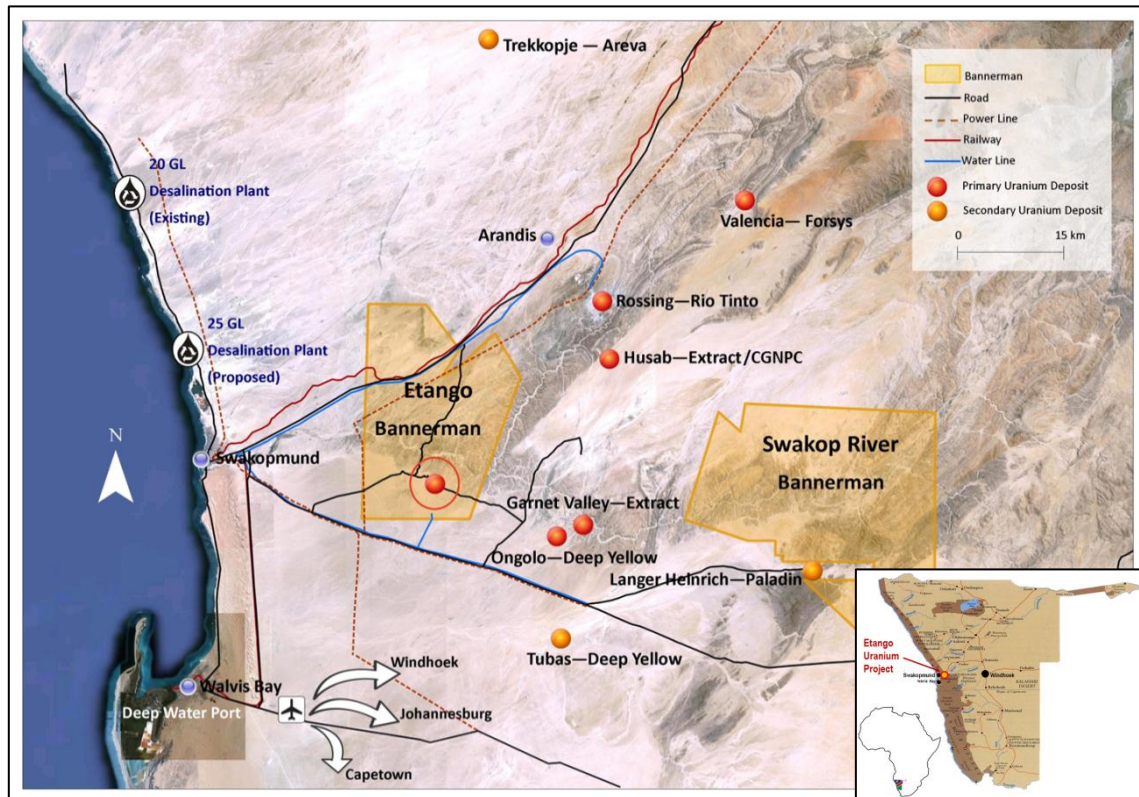 Trekkopje — Areva
Bannerman
Road
Power Line
Railway
Water Line
Primary Uranium Deposit
Secondary Uranium Deposit
0 15 km
20 GL
Desalination Plant
(Existing)
Valencia— Forsys
Arandis
Rossing—Rio Tinto
25 GL
Desalination Plant
(Proposed)
Husab—Extract/CGNPC
Etango
Bannerman
Swakop River
Bannerman
N
Swakopmund
Garnet Valley—Extract
Ongolo—Deep Yellow
Langer Heinrich—Paladin
Tubas—Deep Yellow
Windhoek
Walvis Bay
Deep Water Port
Johannesburg
Capetown
Etango
Uranium
Project
Swakopmund
Windhoek